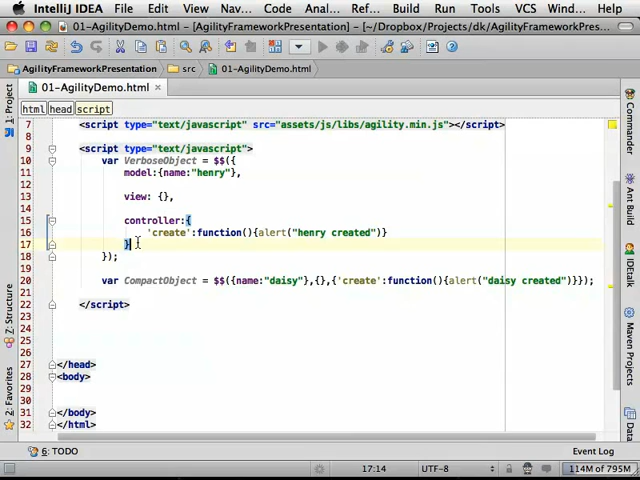 IntelliJ IDEA File Edit View Nav... Code Anal... Ref... Build Run Tools VCS Wind... Help
01-AgilityDemo.html - [AgilityFrameworkPresentation] - [~/Dropbox/Projects/dk/AgilityFrameworkPres...
AgilityFrameworkPresentation src 01-AgilityDemo.html
01-AgilityDemo.html
html head script
7 <script type="text/javascript" src="assets/js/libs/agility.min.js"></script>
8
9 <script type="text/javascript">
10 var VerboseObject = $$({
11 model:{name:"henry"},
12
13 view: {},
14
15 controller:{
16 'create':function(){alert("henry created")}
17 }
18 });
19
20 var CompactObject = $$({name:"daisy"},{},{'create':function(){alert("daisy created")}});
21
22 </script>
23
24
25
26
27 </head>
28 <body>
29
30
31 </body>
32 </html>
1: Project
Z: Structure
2: Favorites
Commander
Ant Build
IDEtalk
Maven Projects
6: TODO
Event Log
17:14 UTF-8 114M of 795M